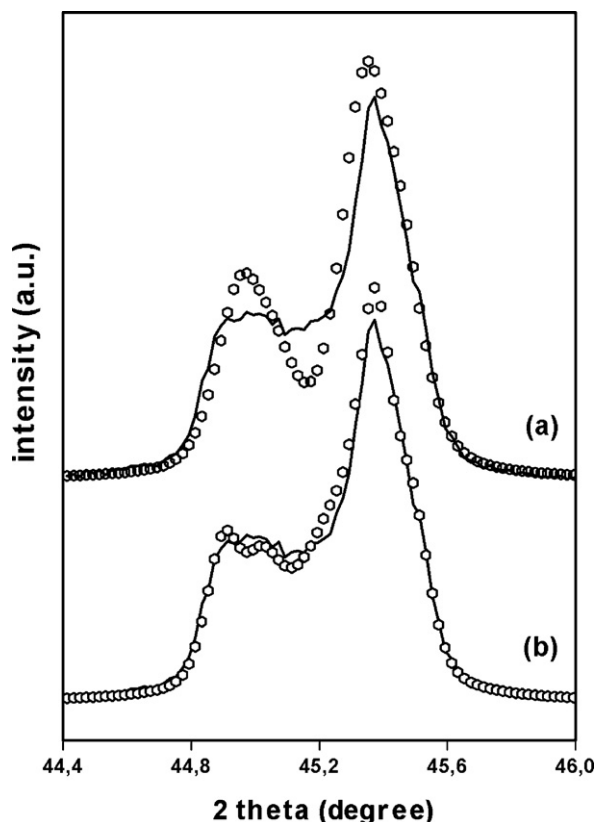 intensity (a.u.)
(a)
(b)
44,4 44,8 45,2 45,6 46,0
2 theta (degree)